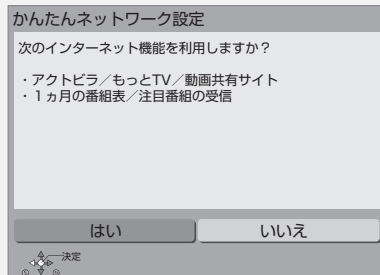 かんたんネットワーク設定
次のインターネット機能を利用しますか？
・アクトビラ／もっとTV／動画共有サイト
・１ヵ月の番組表／注目番組の受信
はい
いいえ
決定